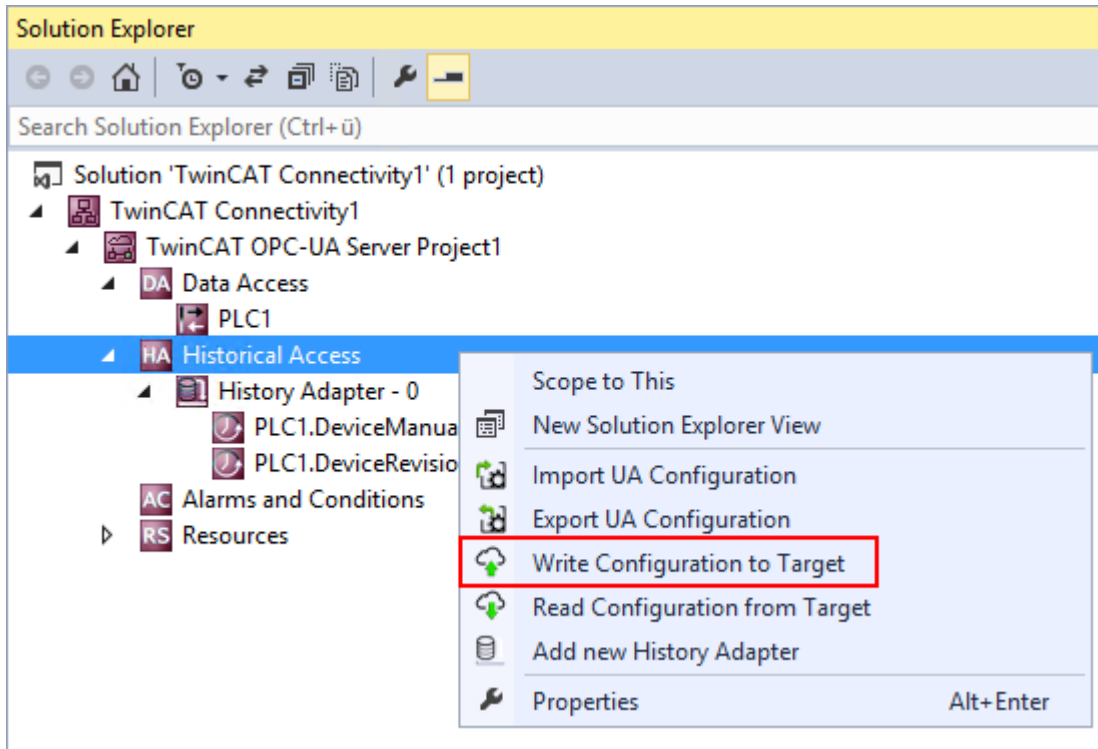 Solution Explorer
Search Solution Explorer (Ctrl+ü)
Solution 'TwinCAT Connectivity1' (1 project)
TwinCAT Connectivity1
TwinCAT OPC-UA Server Project1
DA Data Access
PLC1
HA Historical Access
History Adapter - 0
PLC1.DeviceManua
PLC1.DeviceRevisio
AC Alarms and Conditions
RS Resources
Scope to This
New Solution Explorer View
Import UA Configuration
Export UA Configuration
Write Configuration to Target
Read Configuration from Target
Add new History Adapter
Properties Alt+Enter